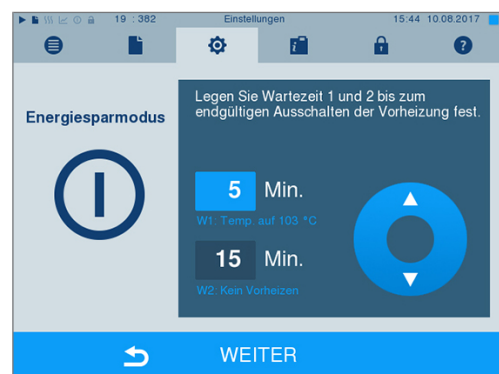 19 : 382 Einstellungen 15:44 10.08.2017
Energiesparmodus
Legen Sie Wartezeit 1 und 2 bis zum
endgültigen Ausschalten der Vorheizung fest.
5 Min.
W1: Temp. auf 103 °C
15 Min.
W2: Kein Vorheizen
WEITER